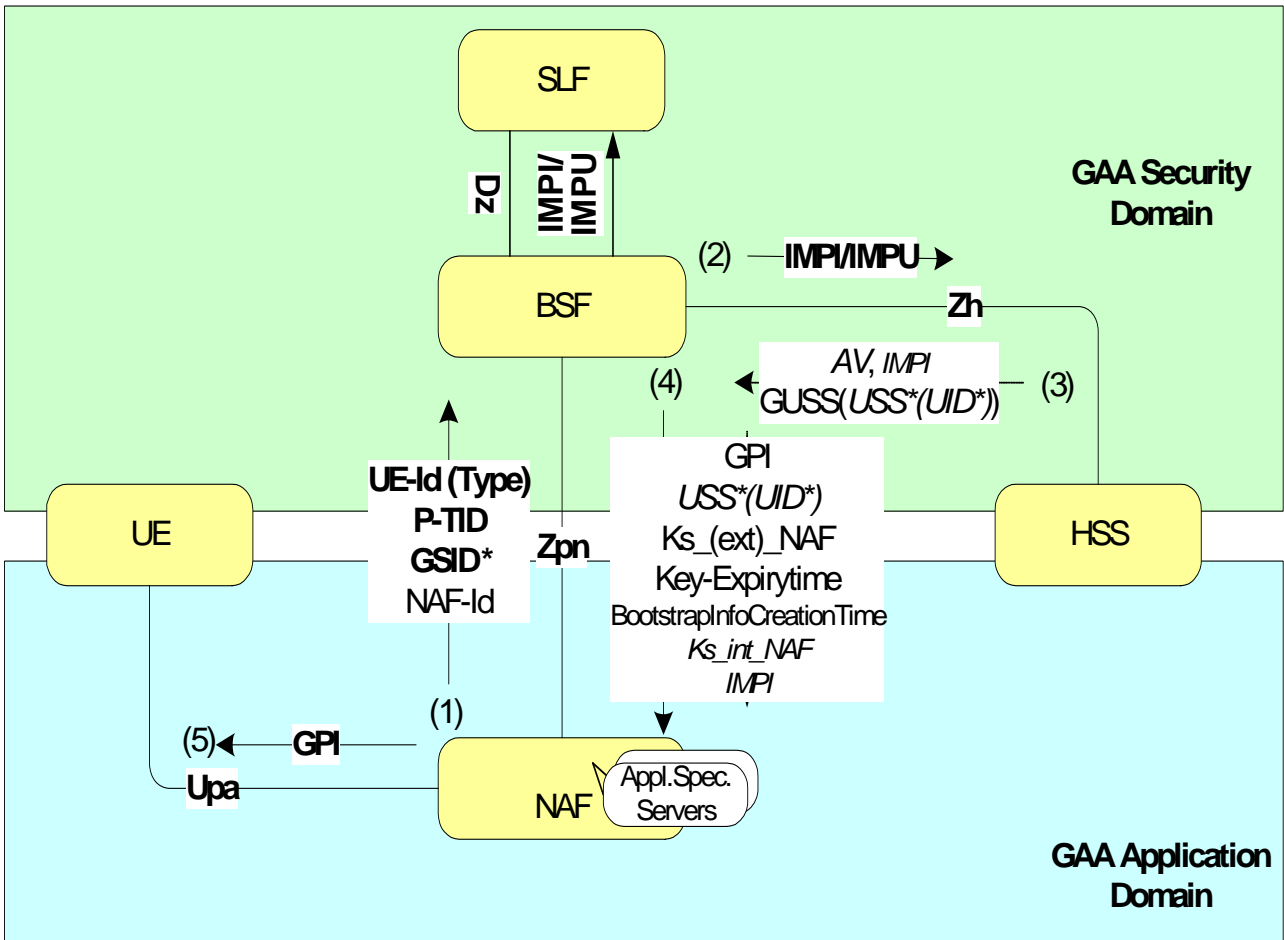 SLF
Dz
IMPI/
IMPU
GAA Security
Domain
(2)
IMPI/IMPU
BSF
Zh
AV, IMPI
GUSS(USS*(UID*))
(3)
(4)
UE-Id (Type)
P-TID
GSID*
NAF-Id
Zpn
GPI
USS*(UID*)
Ks_(ext)_NAF
Key-Expirytime
BootstrapInfoCreationTime
Ks_int_NAF
IMPI
UE
HSS
(1)
(5)
GPI
Upa
NAF
Appl.Spec.
Servers
GAA Application
Domain